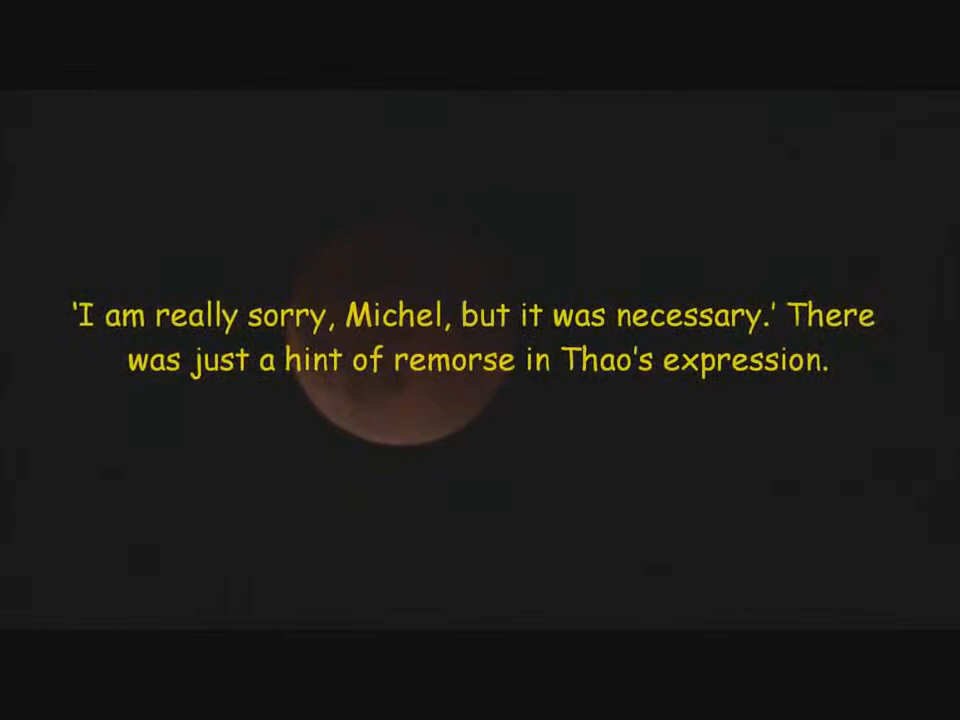 ‘I am really sorry, Michel, but it was necessary.’ There
was just a hint of remorse in Thao’s expression.